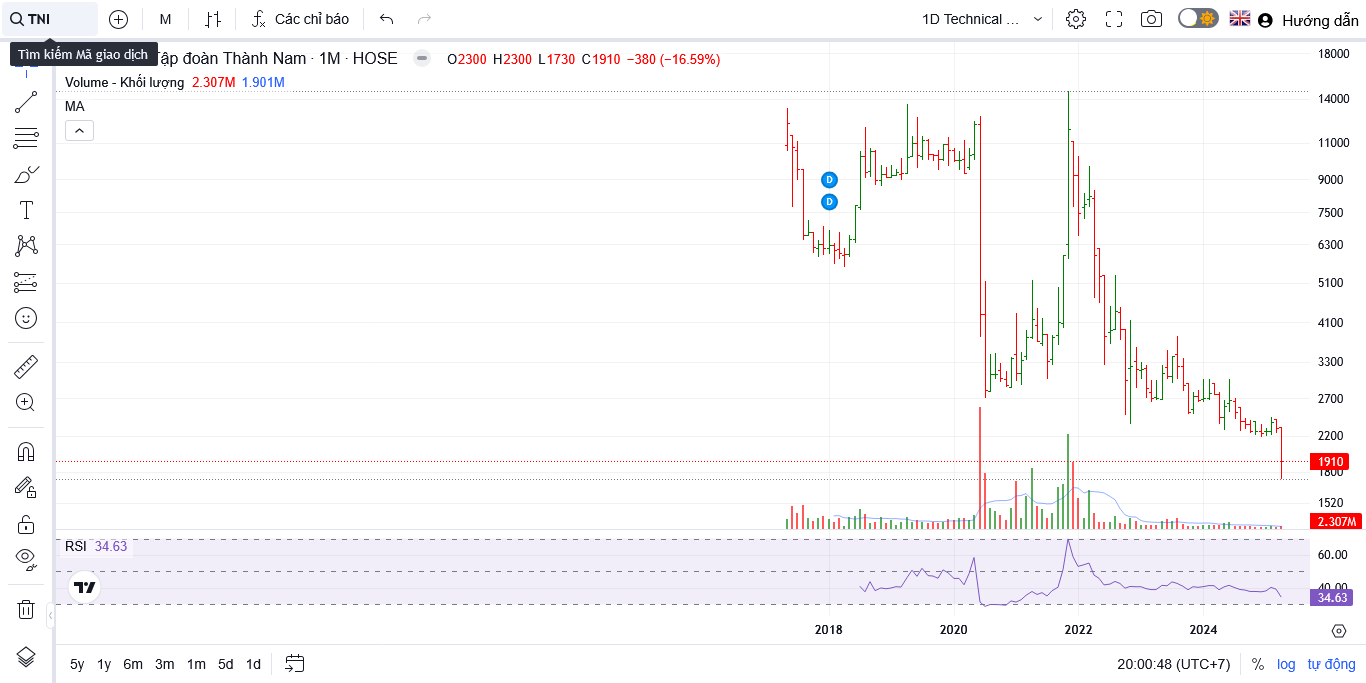 TNI
M
Các chỉ báo
1D Technical ...
Hướng dẫn
Tìm kiếm Mã giao dịch
Tập đoàn Thành Nam · 1M · HOSE
O2300 H2300 L1730 C1910 −380 (−16.59%)
Volume - Khối lượng 2.307M 1.901M
MA
D
D
18000
14000
11000
9000
7500
6300
5100
4100
3300
2700
2200
1910
1800
1520
2.307M
RSI 34.63
60.00
40.00
34.63
2018 2020 2022 2024
5y 1y 6m 3m 1m 5d 1d
20:00:48 (UTC+7) % log tự động